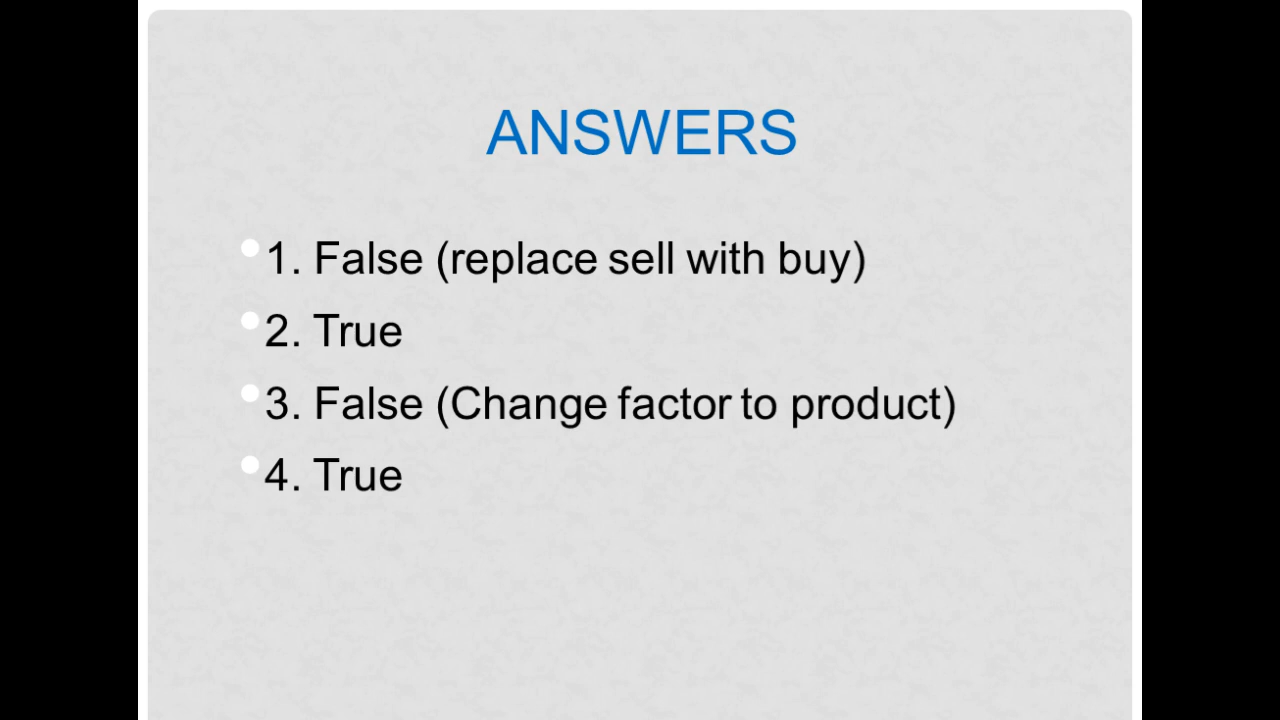 ANSWERS
1. False (replace sell with buy)
2. True
3. False (Change factor to product)
4. True